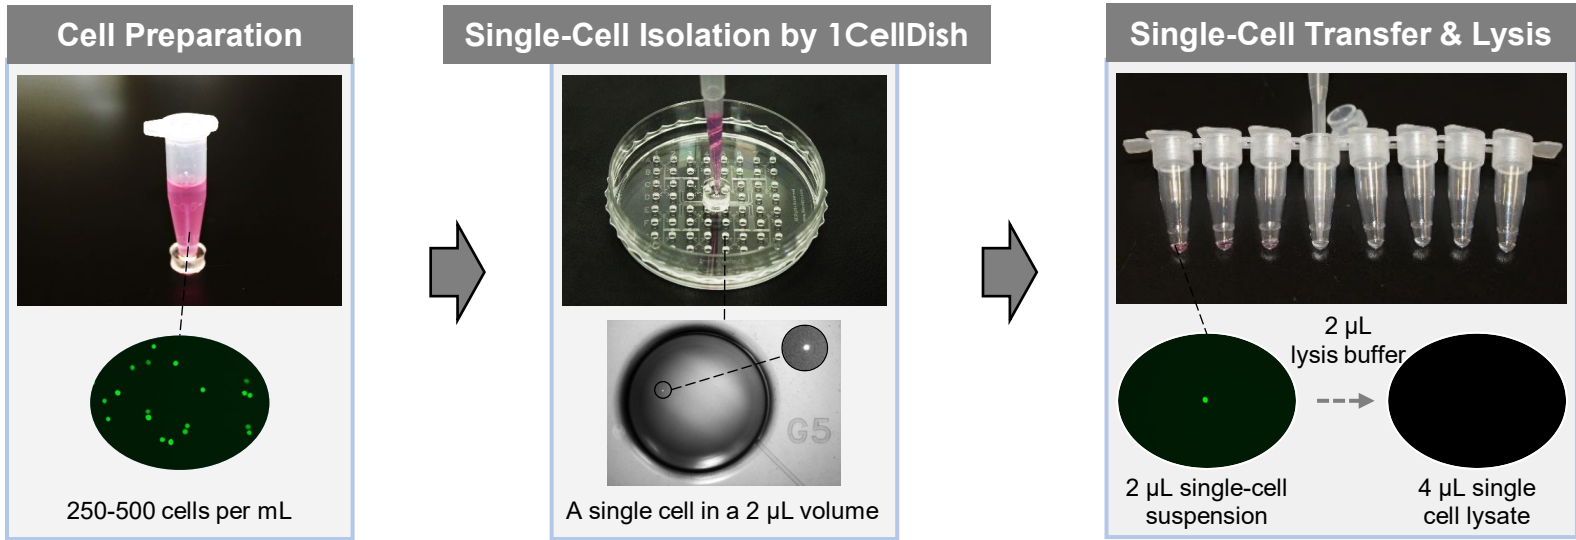 Cell Preparation
Single-Cell Isolation by 1CellDish
Single-Cell Transfer & Lysis
G5
250-500 cells per mL
A single cell in a 2 µL volume
2 µL
lysis buffer
2 µL single-cell
suspension
4 µL single
cell lysate